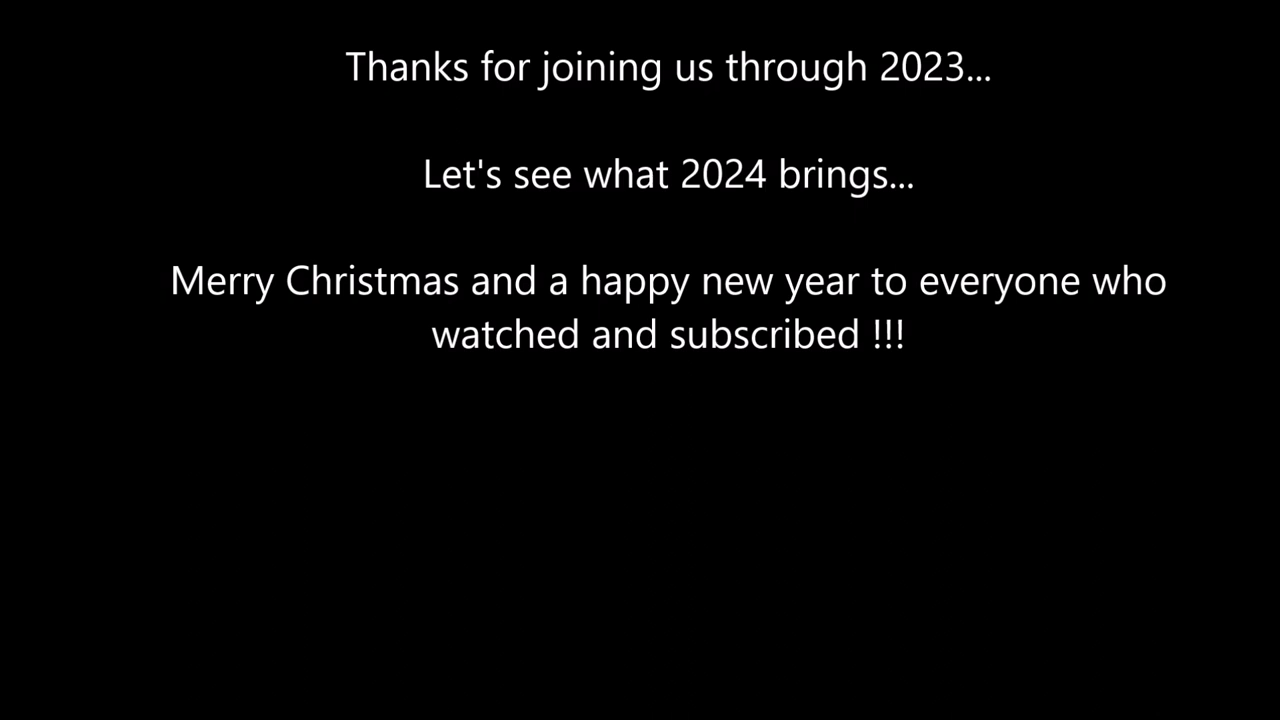 Thanks for joining us through 2023...
Let's see what 2024 brings...
Merry Christmas and a happy new year to everyone who
watched and subscribed !!!